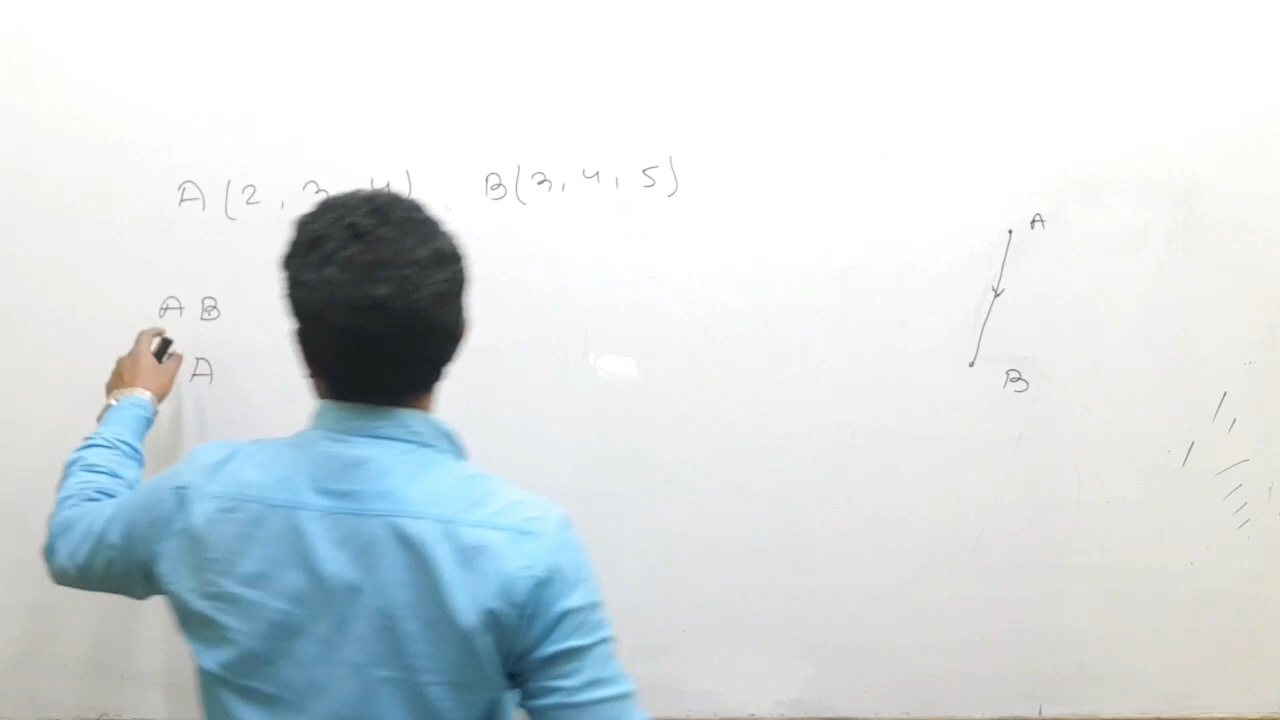 A(2, 3, 4), B(3, 4, 5)
A B
A
A
B